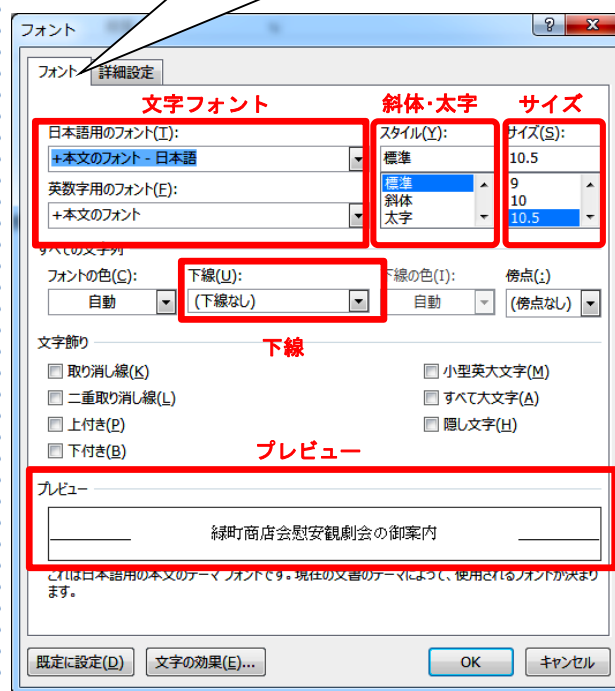 フォント
フォント 詳細設定
文字フォント 斜体･太字 サイズ
日本語用のフォント(T): スタイル(Y): サイズ(S):
+本文のフォント - 日本語 標準 10.5
英数字用のフォント(F): 標準 9
斜体 10
+本文のフォント 太字 10.5
すべての文字列
フォントの色(C): 下線(U): 下線の色(I): 傍点(:)
自動 (下線なし) 自動 (傍点なし)
文字飾り 下線
取り消し線(K) 小型英大文字(M)
二重取り消し線(L) すべて大文字(A)
上付き(P) 隠し文字(H)
下付き(B) プレビュー
プレビュー
緑町商店会慰安観劇会の御案内
これは日本語用の本文のテーマ フォントです。現在の文書のテーマによって、使用されるフォントが決まり
ます。
既定に設定(D) 文字の効果(E)... OK キャンセル